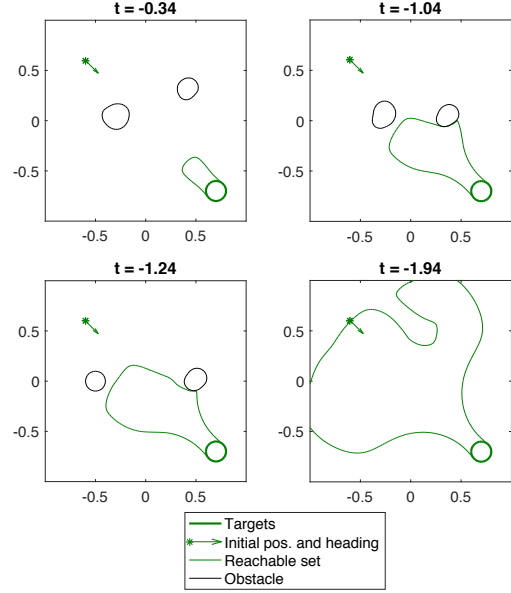 t = -0.34
t = -1.04
0.5
0
-0.5
-0.5 0 0.5
0.5
0
-0.5
-0.5 0 0.5
t = -1.24
t = -1.94
0.5
0
-0.5
-0.5 0 0.5
0.5
0
-0.5
-0.5 0 0.5
Targets
Initial pos. and heading
Reachable set
Obstacle